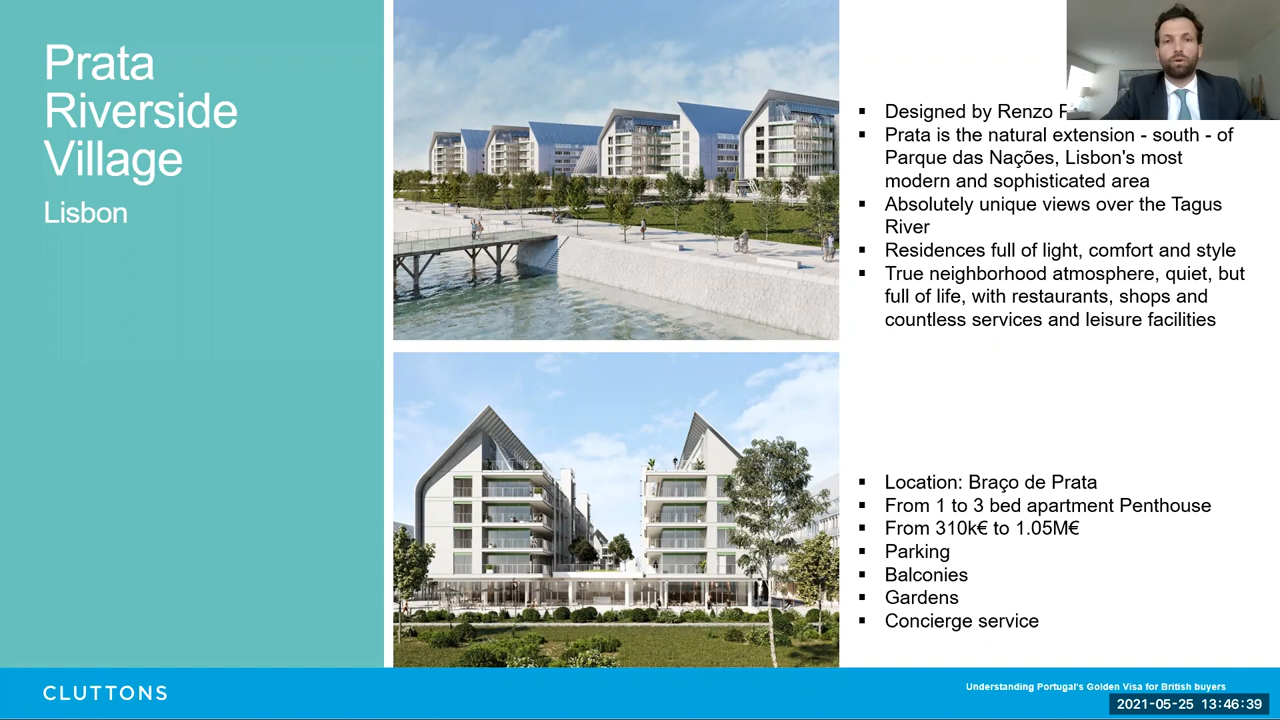 Prata
Riverside
Village
Lisbon
▪ Designed by Renzo
▪ Prata is the natural extension - south - of
Parque das Nações, Lisbon's most
modern and sophisticated area
▪ Absolutely unique views over the Tagus
River
▪ Residences full of light, comfort and style
▪ True neighborhood atmosphere, quiet, but
full of life, with restaurants, shops and
countless services and leisure facilities
▪ Location: Braço de Prata
▪ From 1 to 3 bed apartment Penthouse
▪ From 310k€ to 1.05M€
▪ Parking
▪ Balconies
▪ Gardens
▪ Concierge service
CLUTTONS
Understanding Portugal's Golden Visa for British buyers
2021-05-25 13:46:39